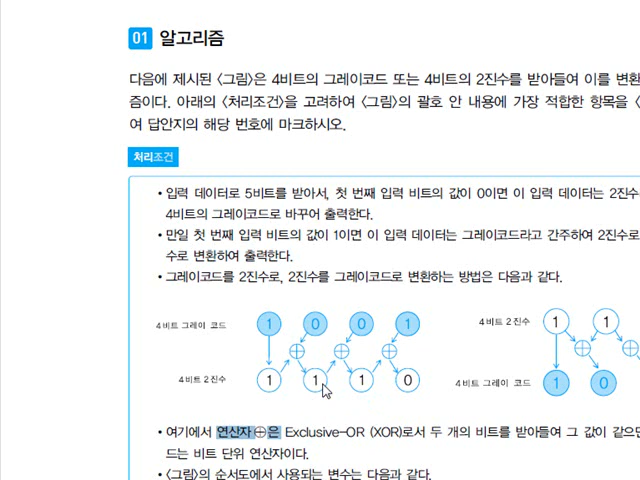 01 알고리즘
다음에 제시된 〈그림〉은 4비트의 그레이코드 또는 4비트의 2진수를 받아들여 이를 변환
즘이다. 아래의 〈처리조건〉을 고려하여 〈그림〉의 괄호 안 내용에 가장 적합한 항목을 〈
여 답안지의 해당 번호에 마크하시오.
처리조건
• 입력 데이터로 5비트를 받아서, 첫 번째 입력 비트의 값이 0이면 이 입력 데이터는 2진수
4비트의 그레이코드로 바꾸어 출력한다.
• 만일 첫 번째 입력 비트의 값이 1이면 이 입력 데이터는 그레이코드라고 간주하여 2진수로
수로 변환하여 출력한다.
• 그레이코드를 2진수로, 2진수를 그레이코드로 변환하는 방법은 다음과 같다.
4비트 그레이 코드 1 0 0 1
4비트 2진수 1 1 1 0
4비트 2진수 1 1
4비트 그레이 코드 1 0
• 여기에서 연산자⊕은 Exclusive-OR (XOR)로서 두 개의 비트를 받아들여 그 값이 같으면
드는 비트 단위 연산자이다.
• 〈그림〉의 순서도에서 사용되는 변수는 다음과 같다.